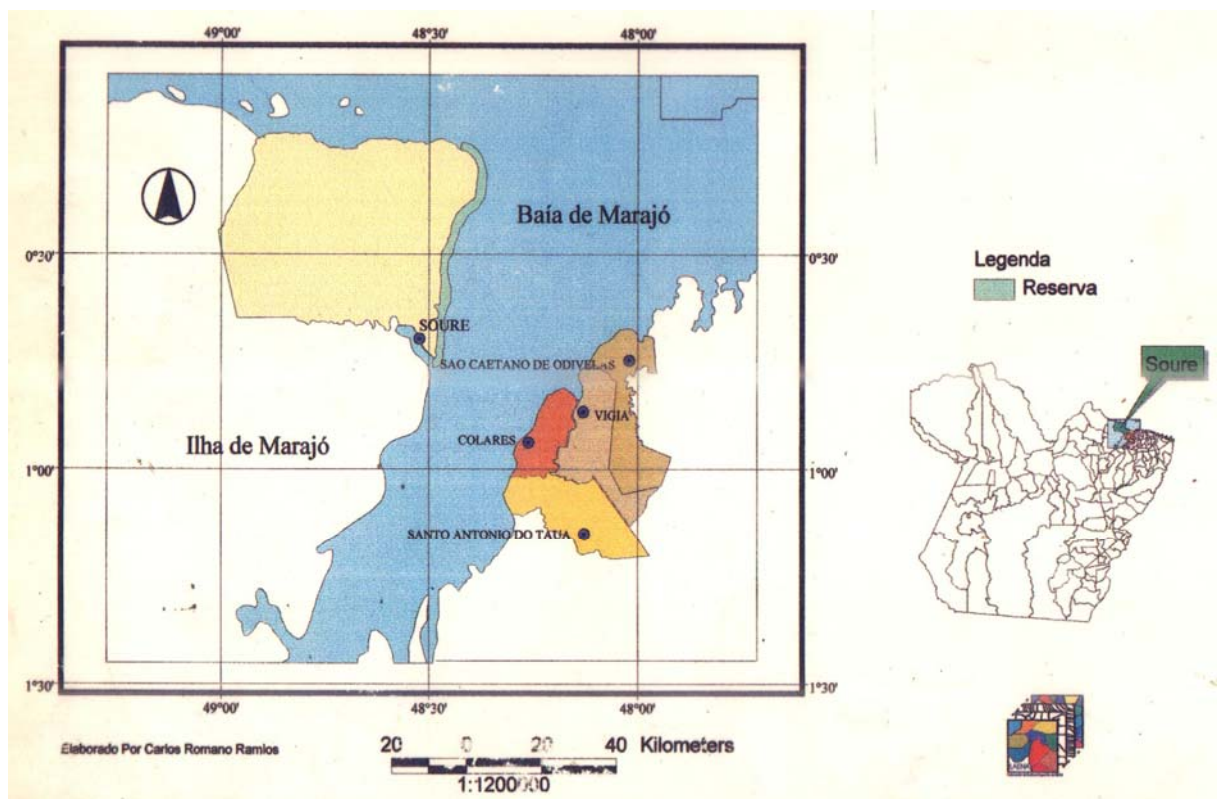 49°00' 48°30' 48°00'
Baía de Marajó
0°30' 0°30'
Legenda
Reserva
SOURE
SAO CAETANO DE ODIVELAS
Soure
VIGIA
COLARES
Ilha de Marajó
1°00' 1°00'
SANTO ANTONIO DO TAUA
1°30' 1°30'
49°00' 48°30' 48°00'
Elaborado Por Carlos Romano Ramios
20 0 20 40 Kilometers
1:1200000
LAENA